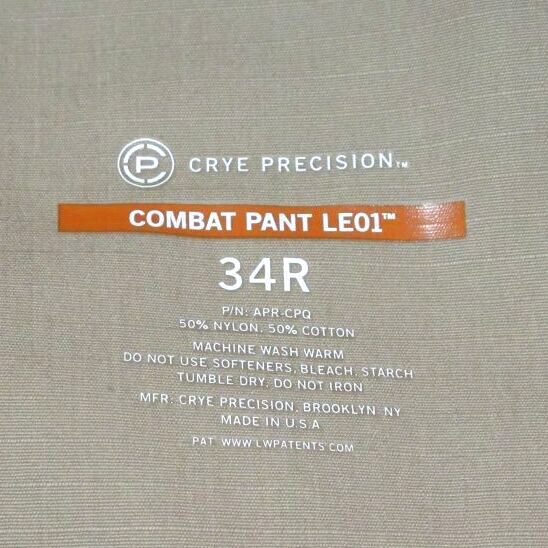 P CRYE PRECISION™
COMBAT PANT LE01™
34R
P/N: APR-CPQ
50% NYLON, 50% COTTON
MACHINE WASH WARM
DO NOT USE SOFTENERS, BLEACH, STARCH
TUMBLE DRY, DO NOT IRON
MFR: CRYE PRECISION, BROOKLYN NY
MADE IN U.S.A
PAT. WWW.LWPATENTS.COM